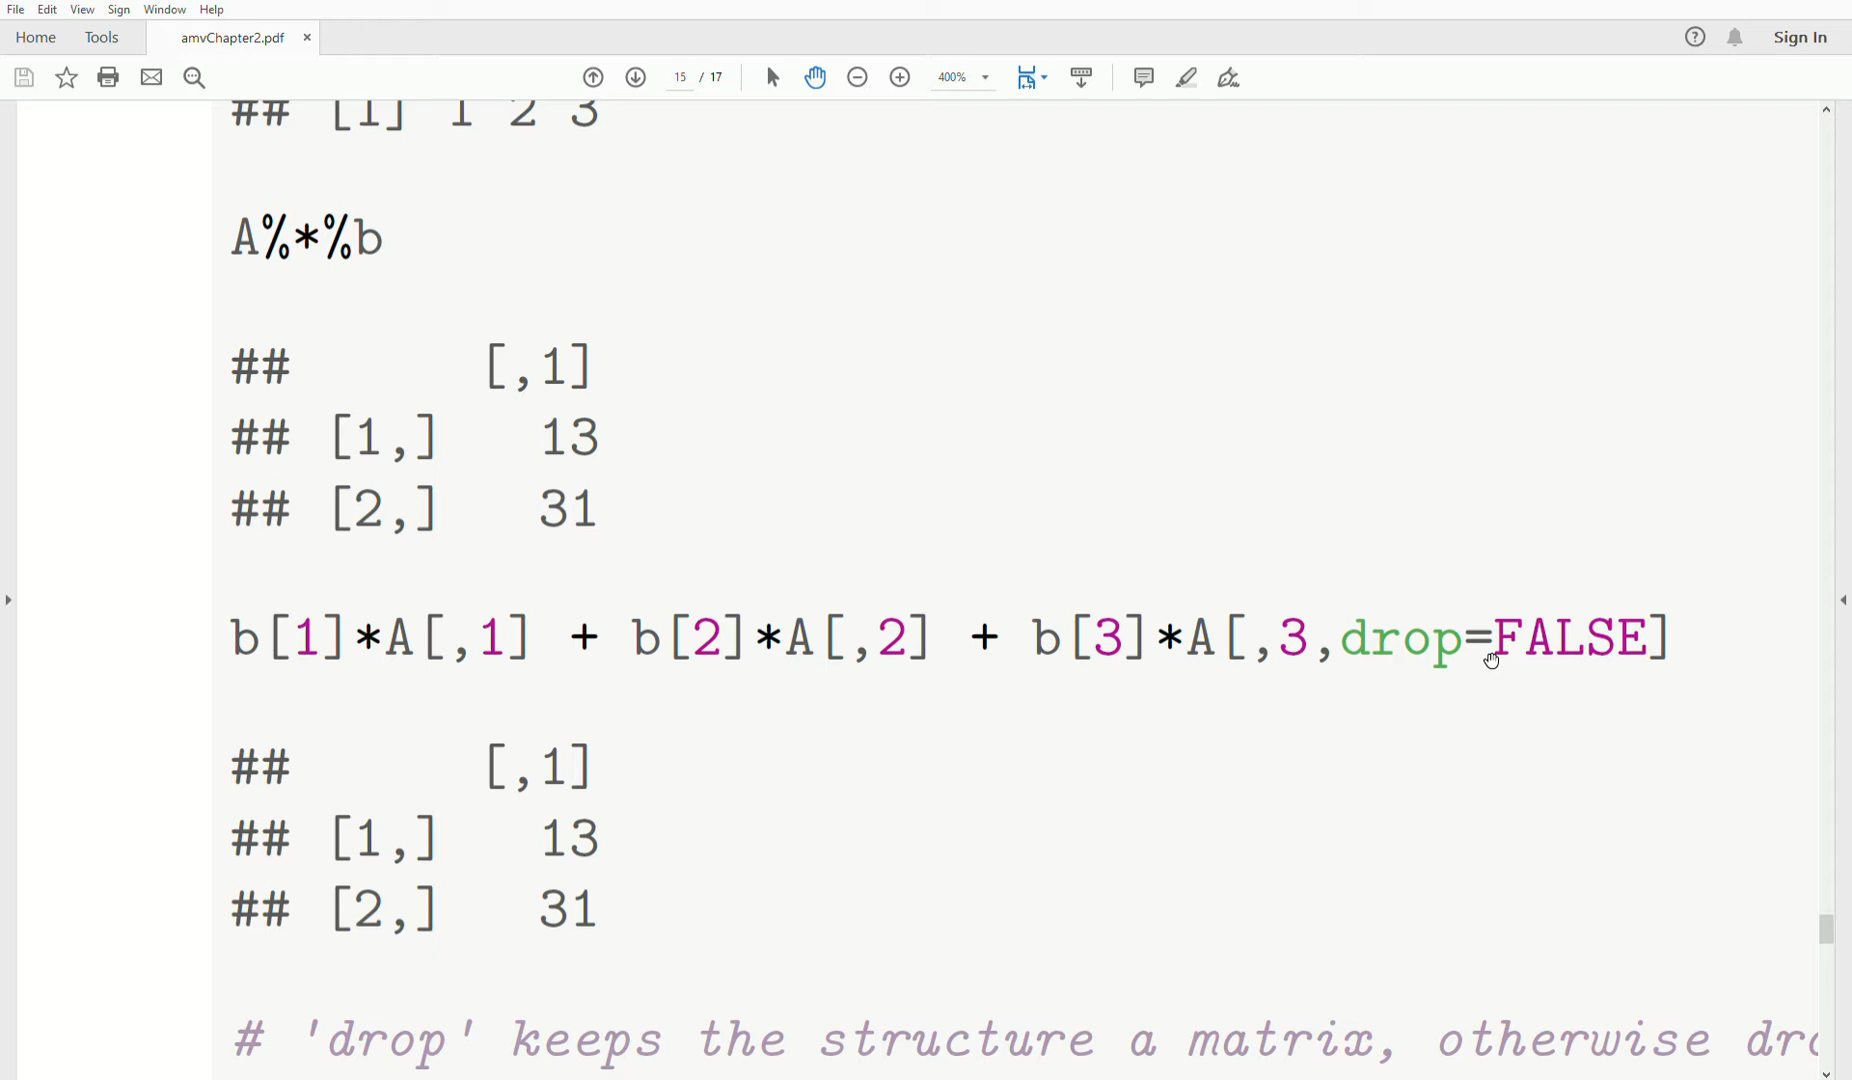 File Edit View Sign Window Help
Home Tools amvChapter2.pdf × Sign In
15 / 17 400%
## [1] 1 2 3
A%*%b
## [,1]
## [1,] 13
## [2,] 31
b[1]*A[,1] + b[2]*A[,2] + b[3]*A[,3,drop=FALSE]
## [,1]
## [1,] 13
## [2,] 31
# 'drop' keeps the structure a matrix, otherwise